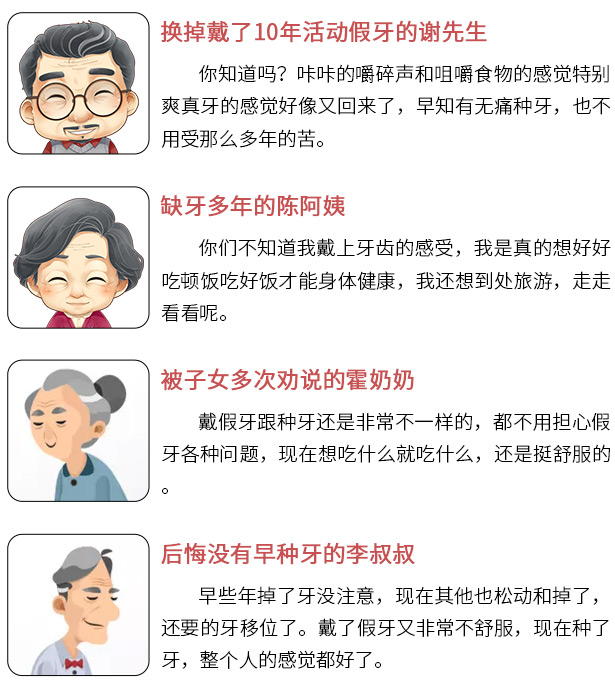 换掉戴了10年活动假牙的谢先生
你知道吗？咔咔的嚼碎声和咀嚼食物的感觉特别
爽真牙的感觉好像又回来了，早知有无痛种牙，也不
用受那么多年的苦。
缺牙多年的陈阿姨
你们不知道我戴上牙齿的感受，我是真的想好好
吃顿饭吃好饭才能身体健康，我还想到处旅游，走走
看看呢。
被子女多次劝说的霍奶奶
戴假牙跟种牙还是非常不一样的，都不用担心假
牙各种问题，现在想吃什么就吃什么，还是挺舒服的
。
后悔没有早种牙的李叔叔
早些年掉了牙没注意，现在其他也松动和掉了，
还要的牙移位了。戴了假牙又非常不舒服，现在种了
牙，整个人的感觉都好了。